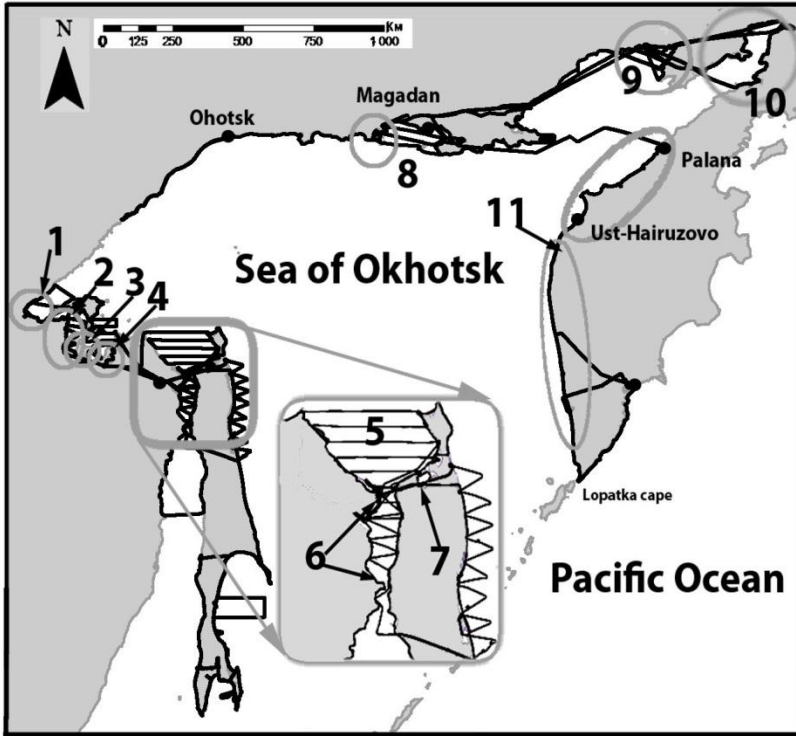 N
Км
0 125 250 500 750 1 000
9
10
Magadan
Ohotsk
8
Palana
11
Ust-Hairuzovo
1
2
Sea of Okhotsk
3
4
5
Lopatka cape
6
7
Pacific Ocean